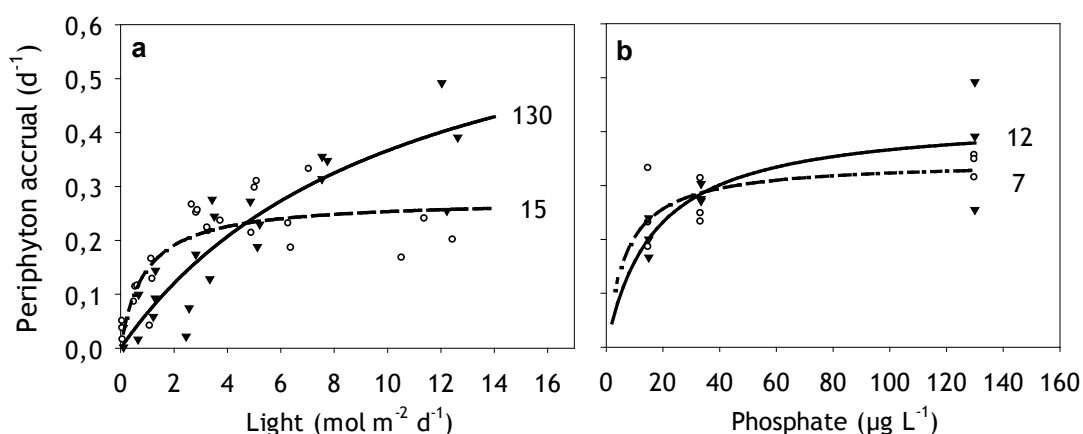 Periphyton accrual (d⁻¹)
0,6
0,5
0,4
0,3
0,2
0,1
0,0
a
130
15
0 2 4 6 8 10 12 14 16
Light (mol m⁻² d⁻¹)
b
12
7
0 20 40 60 80 100 120 140 160
Phosphate (µg L⁻¹)